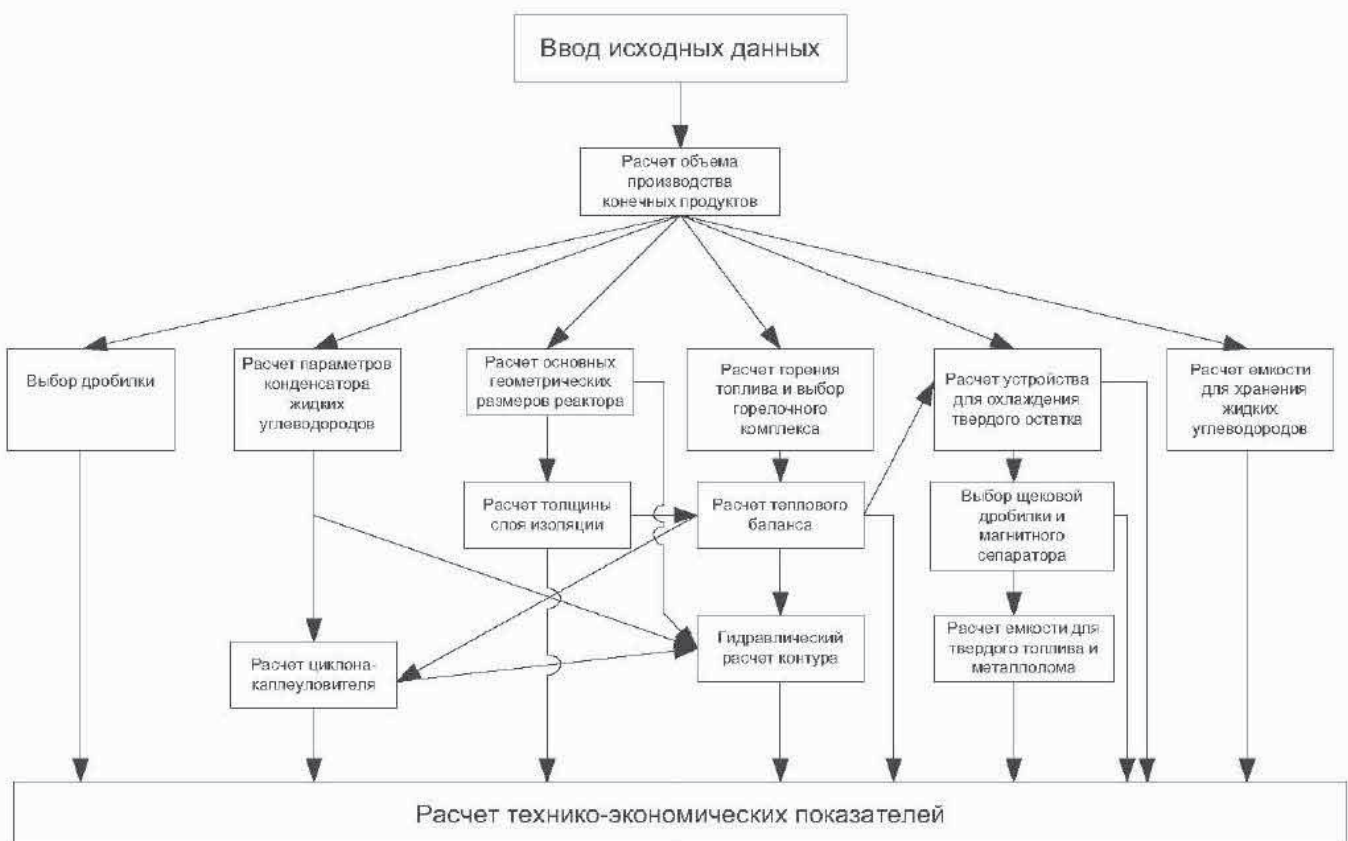 Ввод исходных данных
Расчет объема
производства
конечных продуктов
Выбор дробилки
Расчет параметров
конденсатора
жидких
углеводородов
Расчет основных
геометрических
размеров реактора
Расчет горения
топлива и выбор
горелочного
комплекса
Расчет устройства
для охлаждения
твердого остатка
Расчет емкости
для хранения
жидких
углеводородов
Расчет толщины
слоя изоляции
Расчет теплового
баланса
Выбор щековой
дробилки и
магнитного
сепаратора
Расчет циклона-
каплеуловителя
Гидравлический
расчет контура
Расчет емкости для
твердого топлива и
металлолома
Расчет технико-экономических показателей